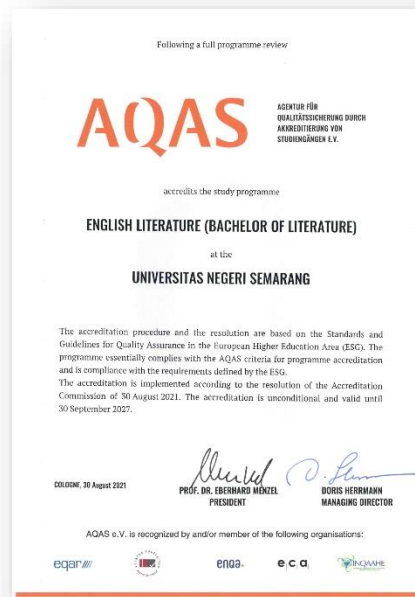 Following a full programme review
AQAS
AGENTUR FÜR
QUALITÄTSSICHERUNG DURCH
AKKREDITIERUNG VON
STUDIENGÄNGEN E.V.
accredits the study programme
ENGLISH LITERATURE (BACHELOR OF LITERATURE)
at the
UNIVERSITAS NEGERI SEMARANG
The accreditation procedure and the resolution are based on the Standards and
Guidelines for Quality Assurance in the European Higher Education Area (ESG). The
programme essentially complies with the AQAS criteria for programme accreditation
and is compliance with the requirements defined by the ESG.
The accreditation is implemented according to the resolution of the Accreditation
Commission of 30 August 2021. The accreditation is unconditional and valid until
30 September 2027.
COLOGNE, 30 August 2021
PROF. DR. EBERHARD MENZEL
PRESIDENT
DORIS HERRMANN
MANAGING DIRECTOR
AQAS e.V. is recognized by and/or member of the following organisations:
eqar
enqa.
e.c.a
INQAAHE